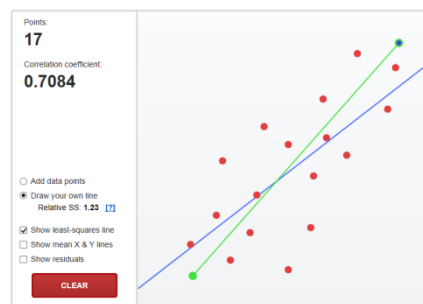 Points:
17
Correlation coefficient:
0.7084
Add data points
Draw your own line
Relative SS: 1.23 [?]
Show least-squares line
Show mean X & Y lines
Show residuals
CLEAR